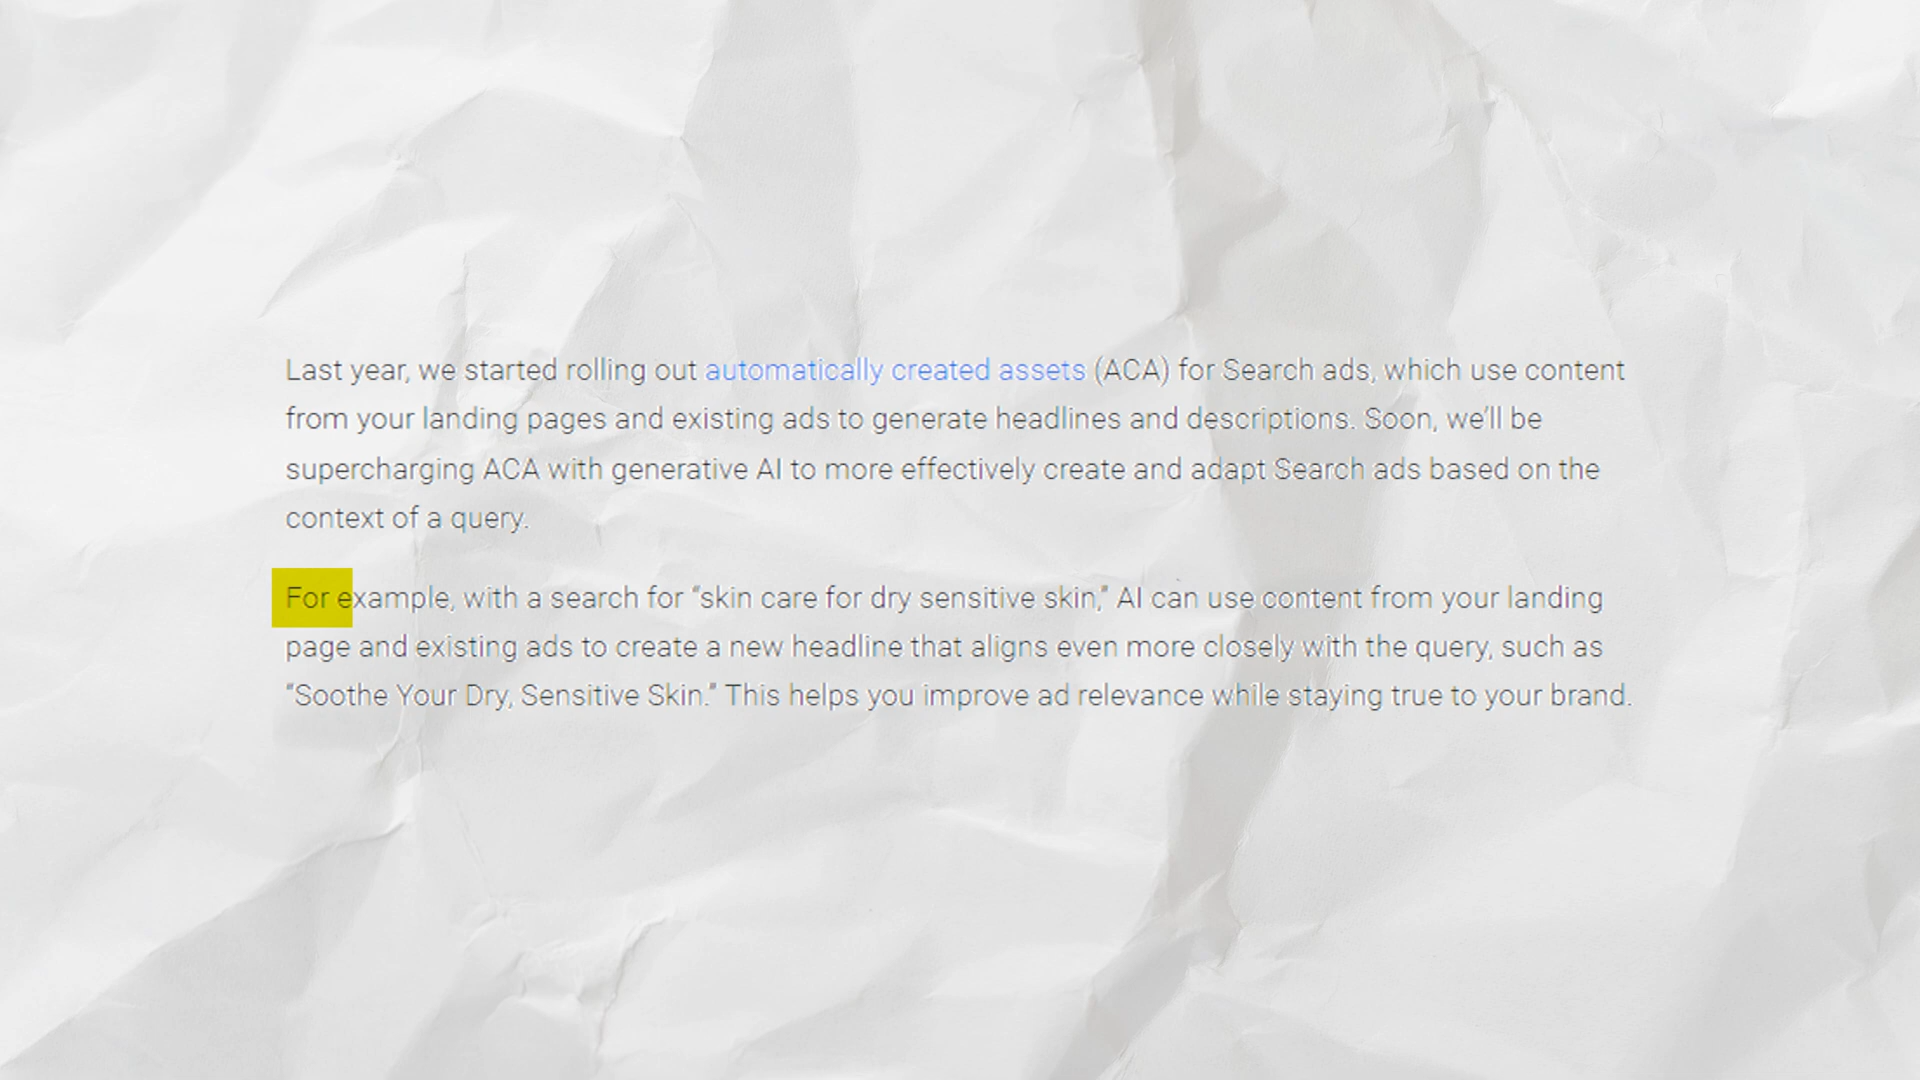 Last year, we started rolling out automatically created assets (ACA) for Search ads, which use content
from your landing pages and existing ads to generate headlines and descriptions. Soon, we’ll be
supercharging ACA with generative AI to more effectively create and adapt Search ads based on the
context of a query.
For example, with a search for “skin care for dry sensitive skin,” AI can use content from your landing
page and existing ads to create a new headline that aligns even more closely with the query, such as
“Soothe Your Dry, Sensitive Skin.” This helps you improve ad relevance while staying true to your brand.